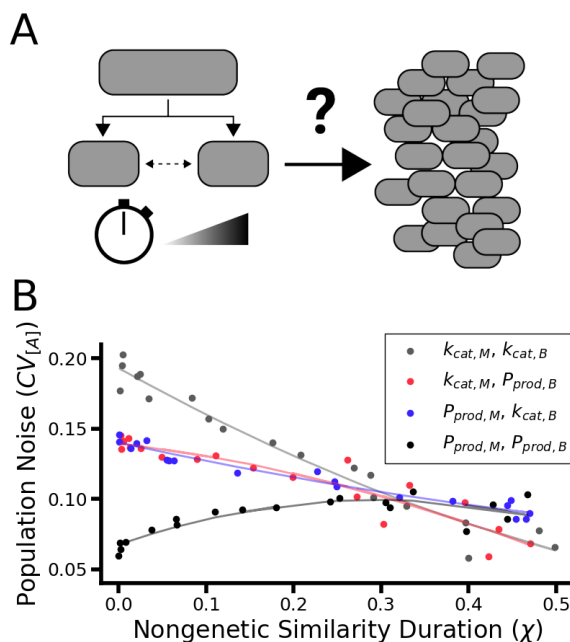 A
?
B
Population Noise (CV[A])
0.20
0.15
0.10
0.05
kcat,M, kcat,B
kcat,M, Pprod,B
Pprod,M, kcat,B
Pprod,M, Pprod,B
0.0 0.1 0.2 0.3 0.4 0.5
Nongenetic Similarity Duration (χ)